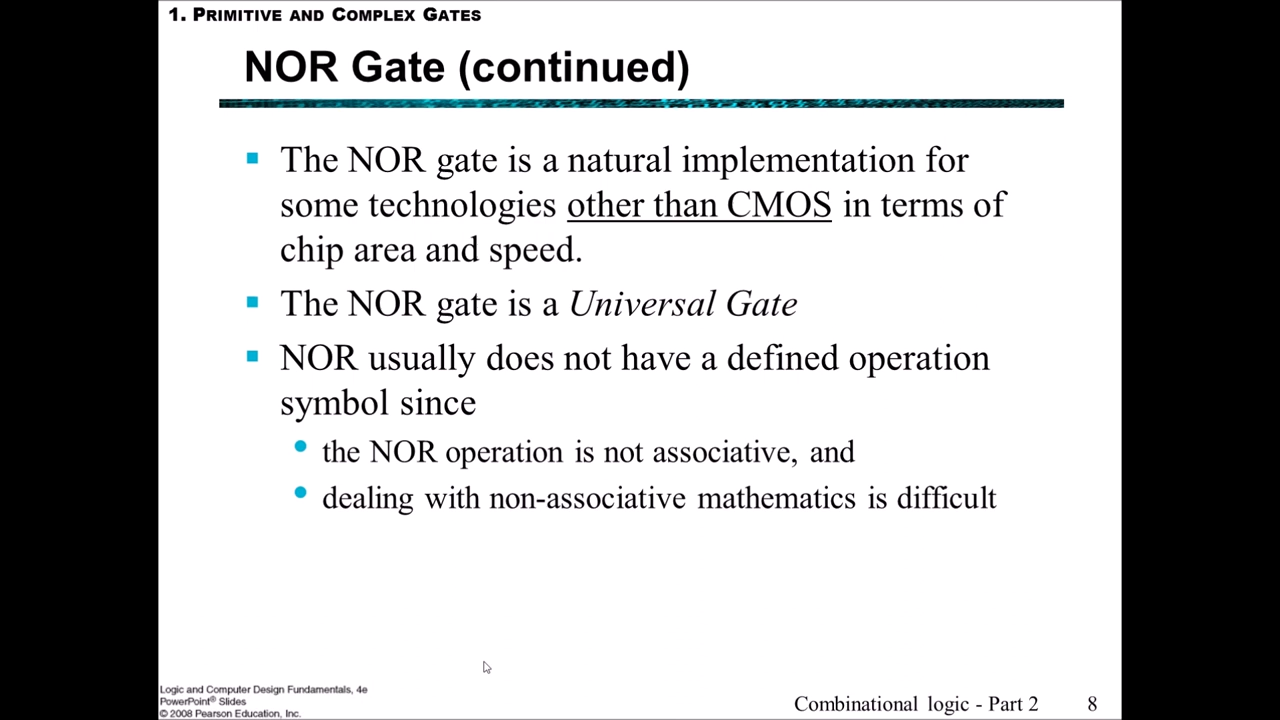 1. PRIMITIVE AND COMPLEX GATES
NOR Gate (continued)
The NOR gate is a natural implementation for
some technologies other than CMOS in terms of
chip area and speed.
The NOR gate is a Universal Gate
NOR usually does not have a defined operation
symbol since
the NOR operation is not associative, and
dealing with non-associative mathematics is difficult
Logic and Computer Design Fundamentals, 4e
PowerPoint® Slides
© 2008 Pearson Education, Inc.
Combinational logic - Part 2 8